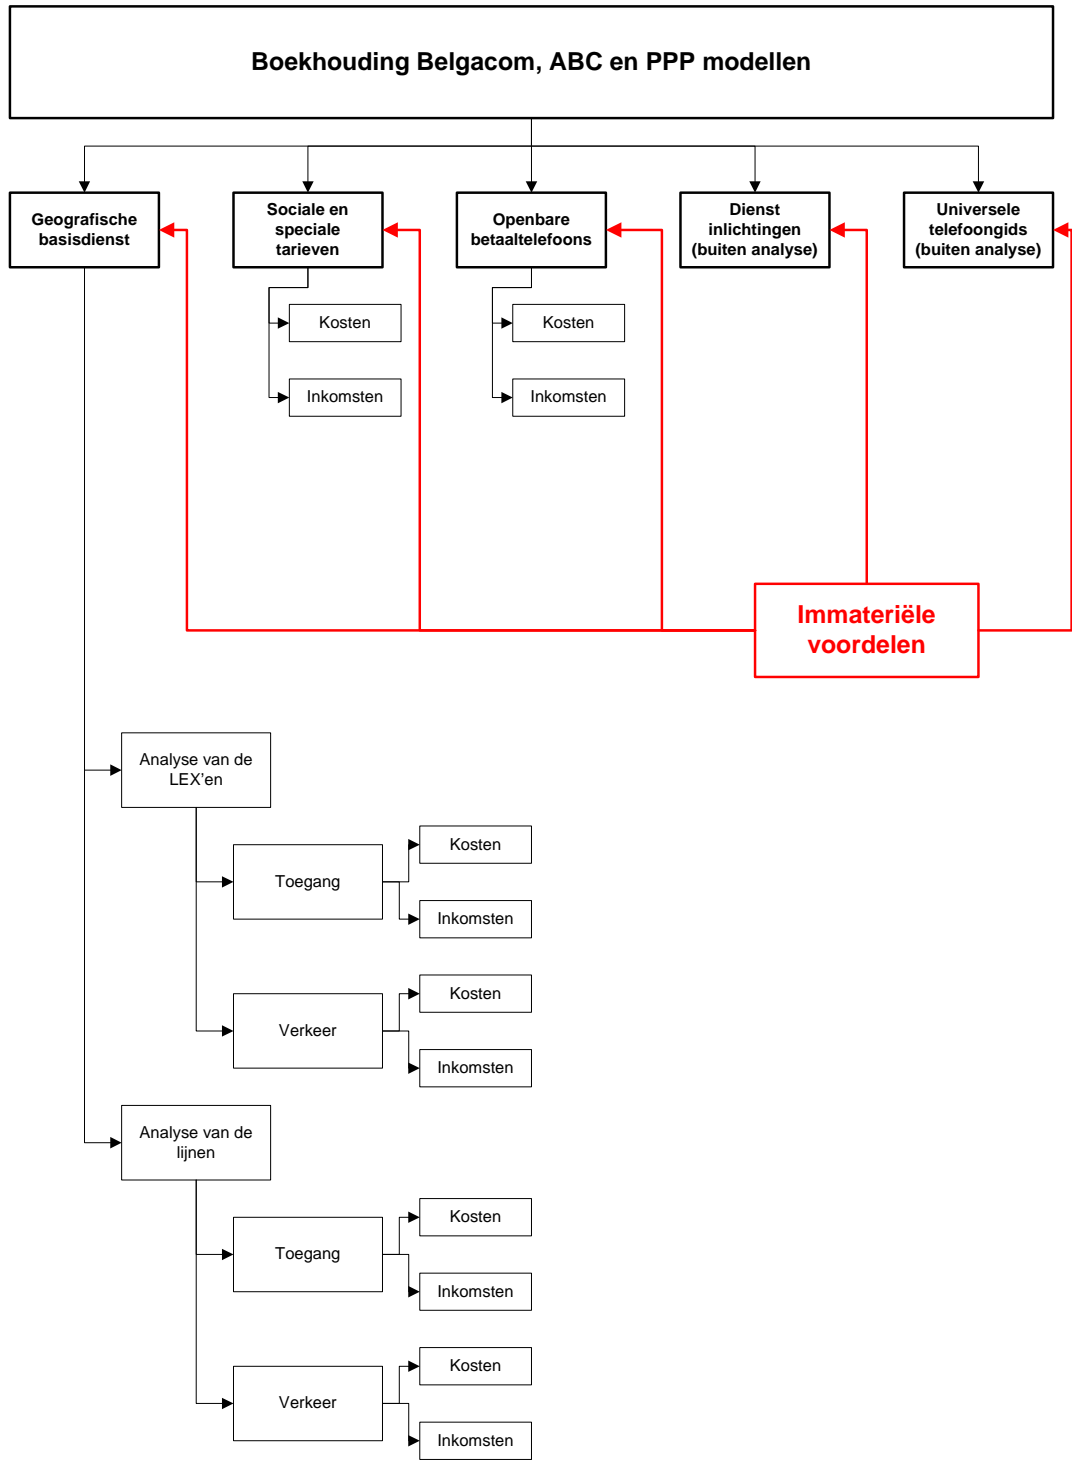 Boekhouding Belgacom, ABC en PPP modellen
Geografische
basisdienst
Sociale en
speciale
tarieven
Openbare
betaaltelefoons
Dienst
inlichtingen
(buiten analyse)
Universele
telefoongids
(buiten analyse)
Kosten
Inkomsten
Kosten
Inkomsten
Immateriële
voordelen
Analyse van de
LEX’en
Toegang
Kosten
Inkomsten
Verkeer
Kosten
Inkomsten
Analyse van de
lijnen
Toegang
Kosten
Inkomsten
Verkeer
Kosten
Inkomsten